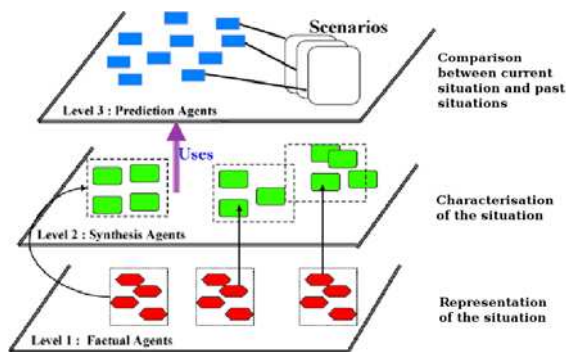 Scenarios
Comparison
between current
situation and past
situations
Level 3 : Prediction Agents
Uses
Characterisation
of the situation
Level 2 : Synthesis Agents
Representation
of the situation
Level 1 : Factual Agents